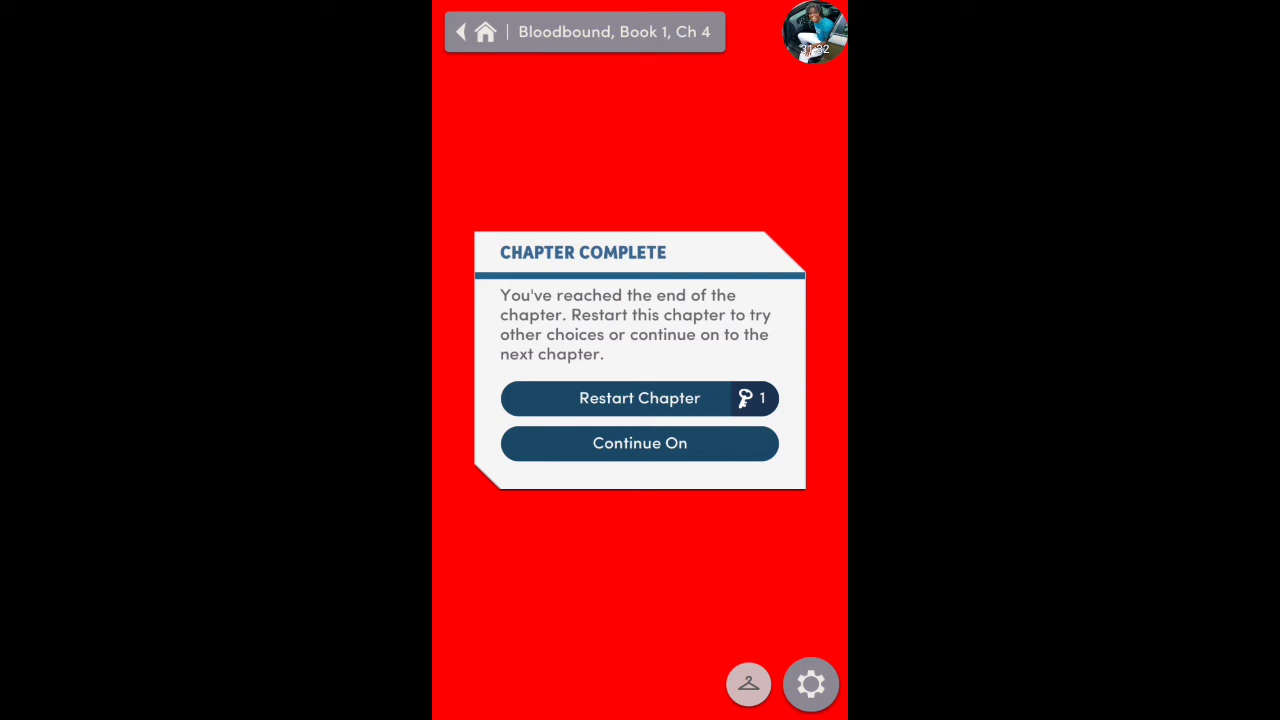 Bloodbound, Book 1, Ch 4
CHAPTER COMPLETE
You've reached the end of the
chapter. Restart this chapter to try
other choices or continue on to the
next chapter.
Restart Chapter 1
Continue On